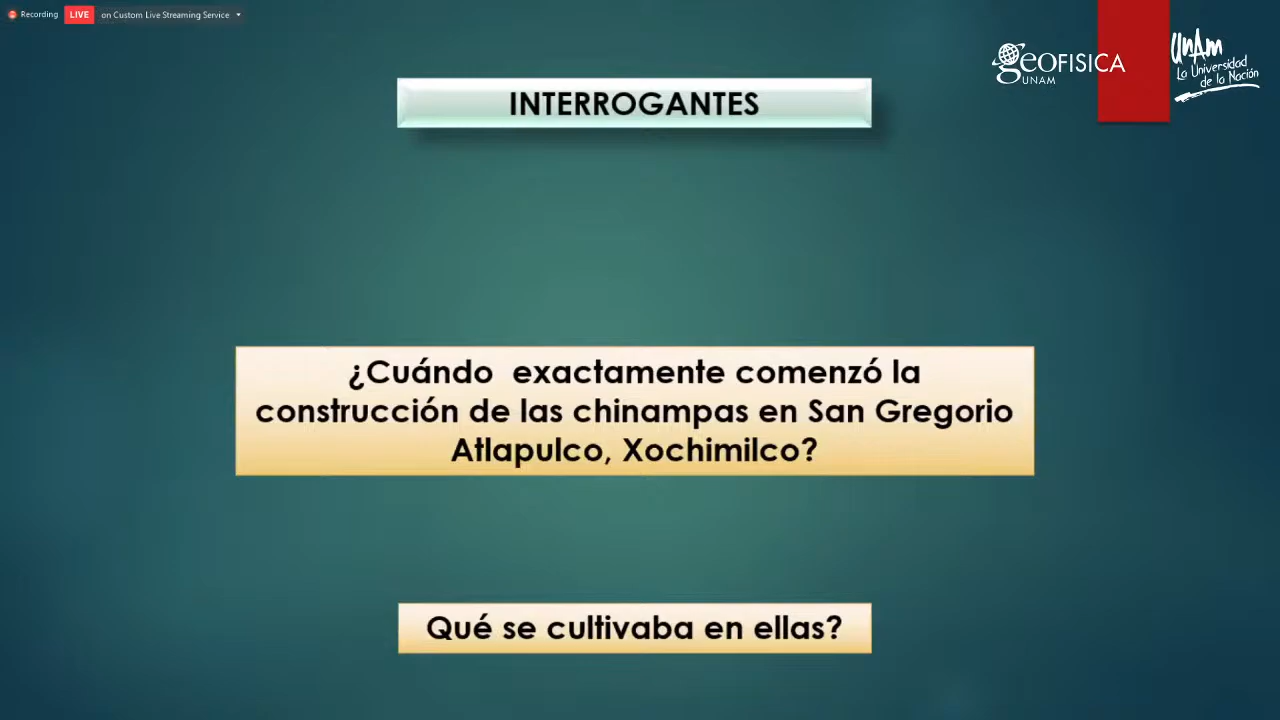 Recording LIVE on Custom Live Streaming Service
GEOFISICA
UNAM
UNAM
La Universidad
de la Nación
INTERROGANTES
¿Cuándo exactamente comenzó la
construcción de las chinampas en San Gregorio
Atlapulco, Xochimilco?
Qué se cultivaba en ellas?